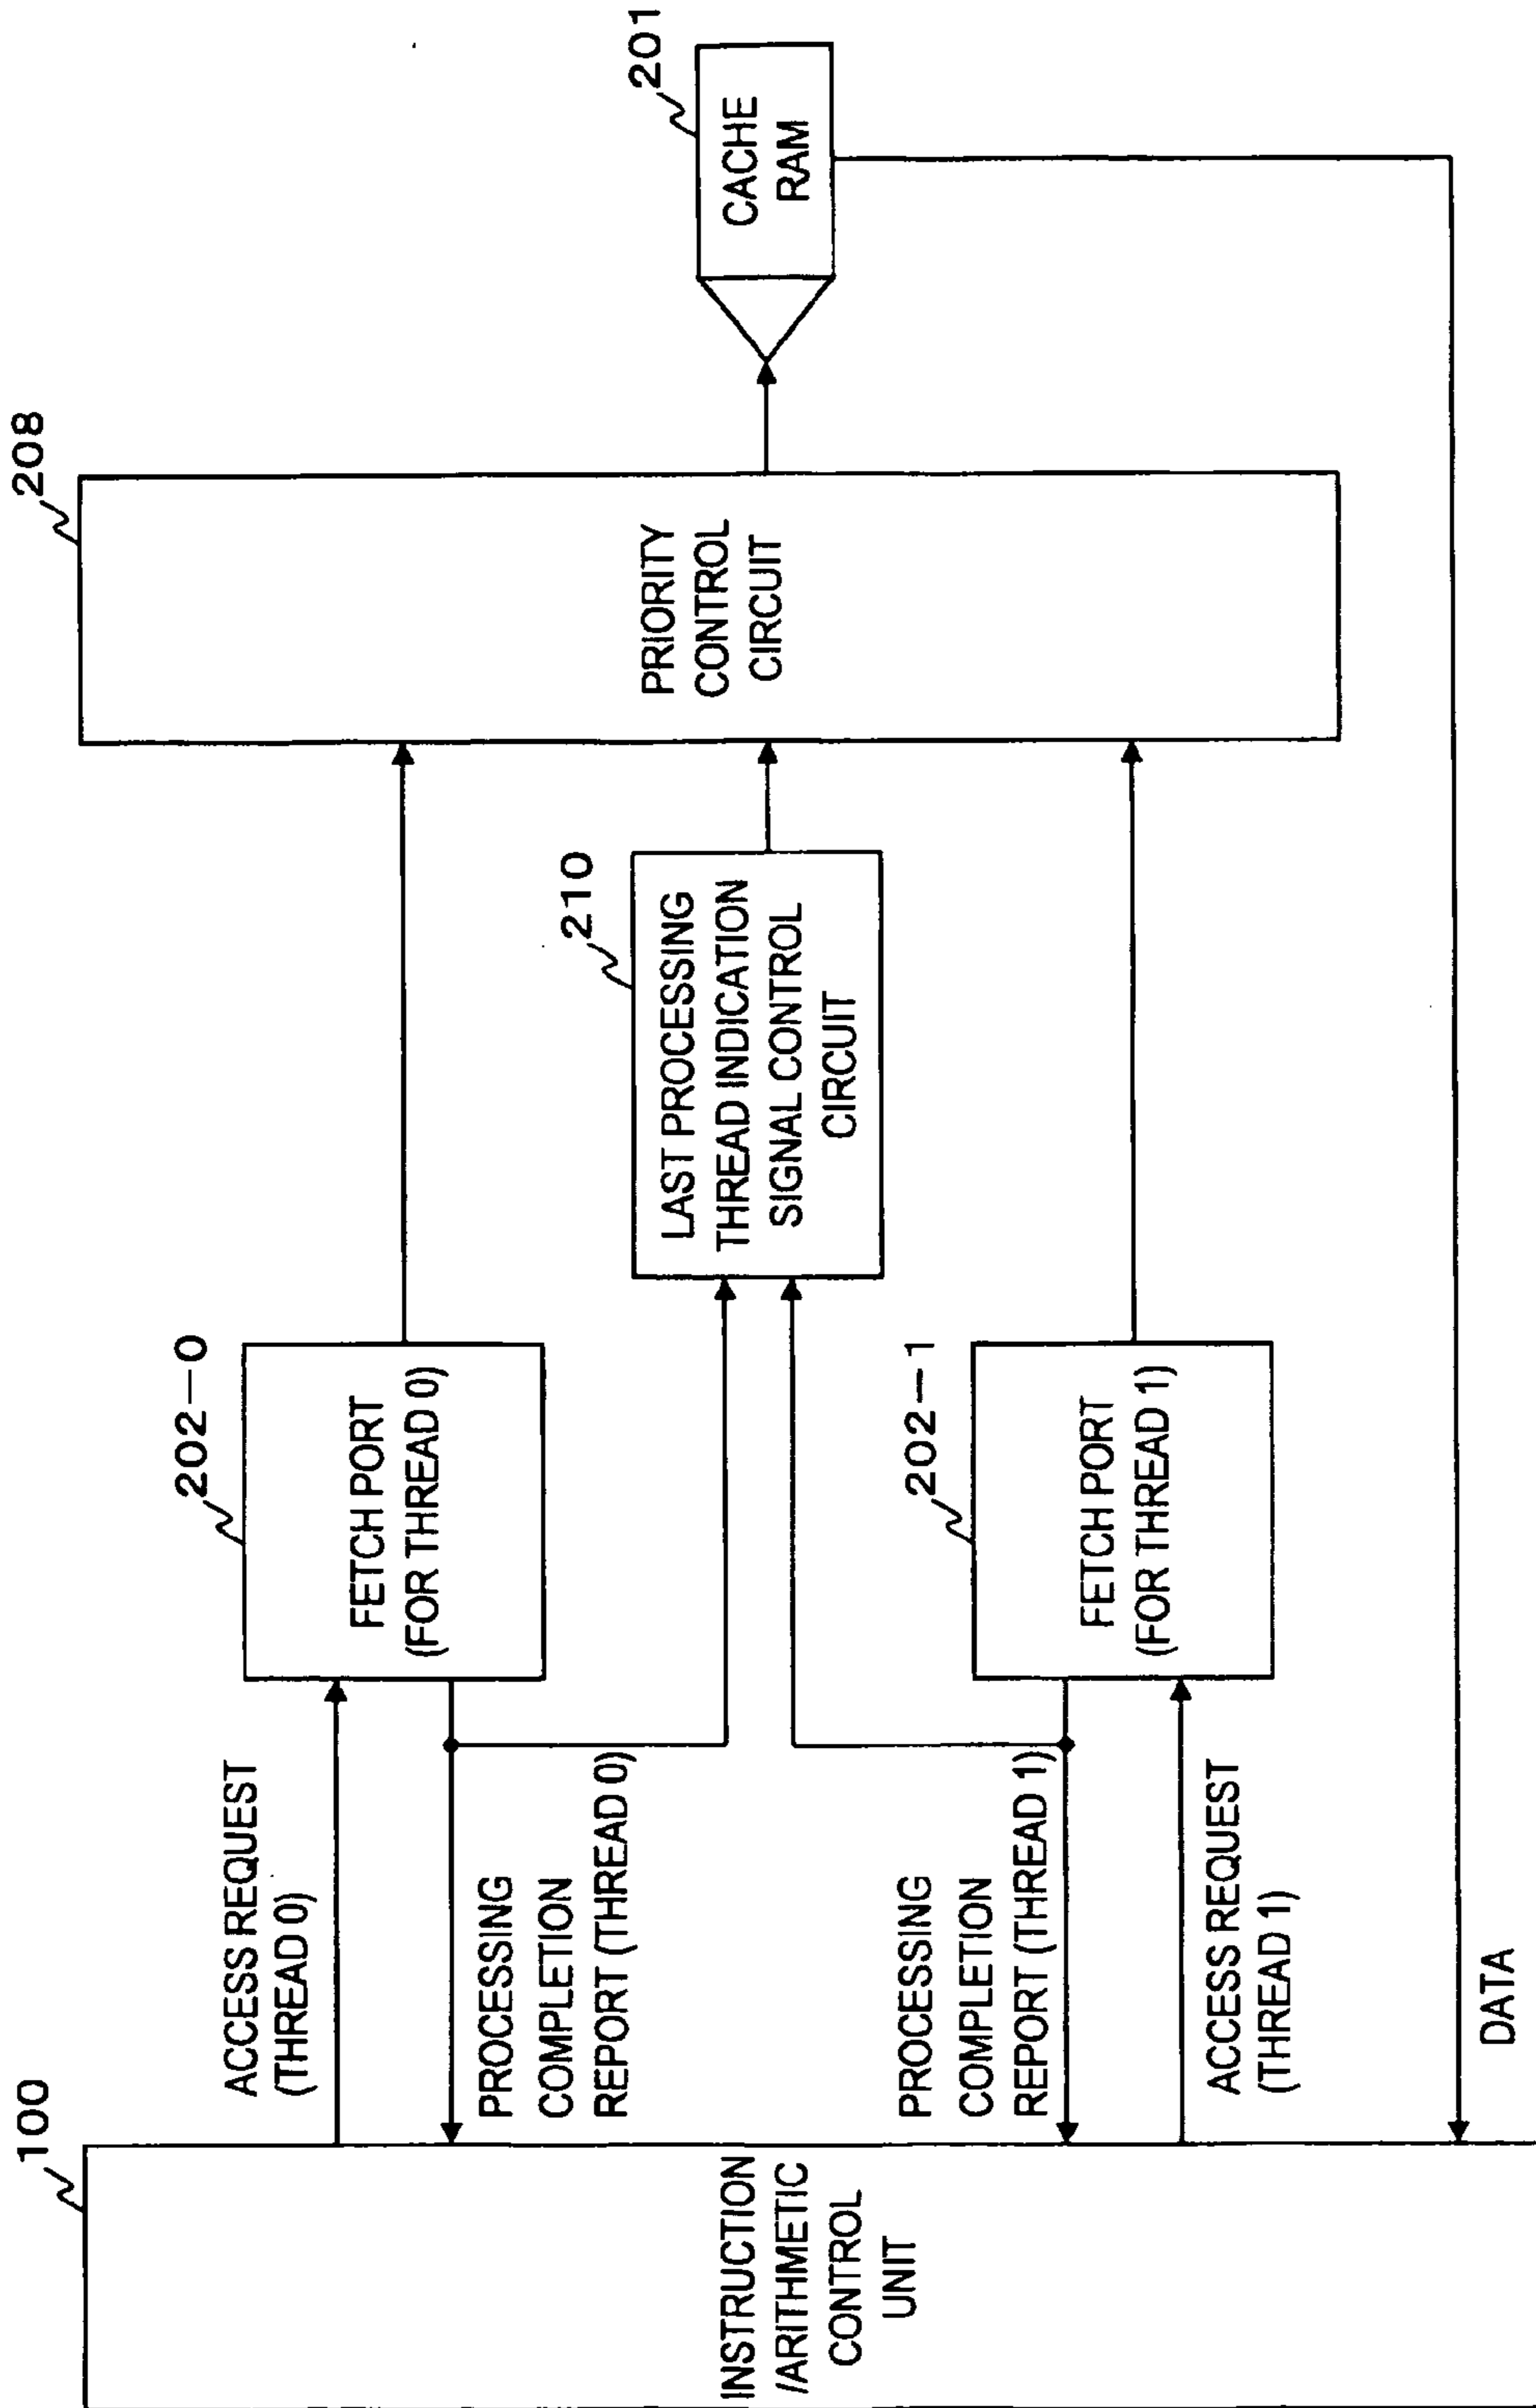 100
INSTRUCTION
/ARITHMETIC
CONTROL
UNIT
ACCESS REQUEST
(THREAD 0)
PROCESSING
COMPLETION
REPORT (THREAD 0)
PROCESSING
COMPLETION
REPORT (THREAD 1)
ACCESS REQUEST
(THREAD 1)
DATA
202-0
FETCH PORT
(FOR THREAD 0)
202-1
FETCH PORT
(FOR THREAD 1)
210
LAST PROCESSING
THREAD INDICATION
SIGNAL CONTROL
CIRCUIT
208
PRIORITY
CONTROL
CIRCUIT
201
CACHE
RAM